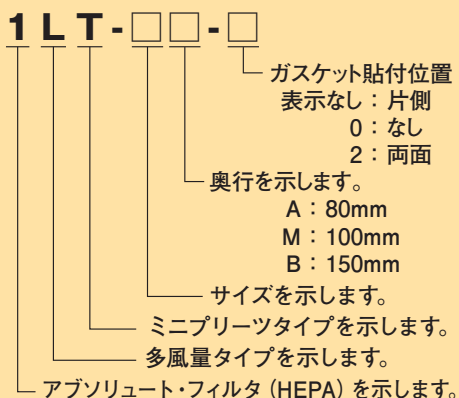 1LT-□□-□
ガスケット貼付位置
表示なし：片側
0：なし
2：両面
奥行を示します。
A：80mm
M：100mm
B：150mm
サイズを示します。
ミニプリーツタイプを示します。
多風量タイプを示します。
アブソリュート・フィルタ（HEPA）を示します。